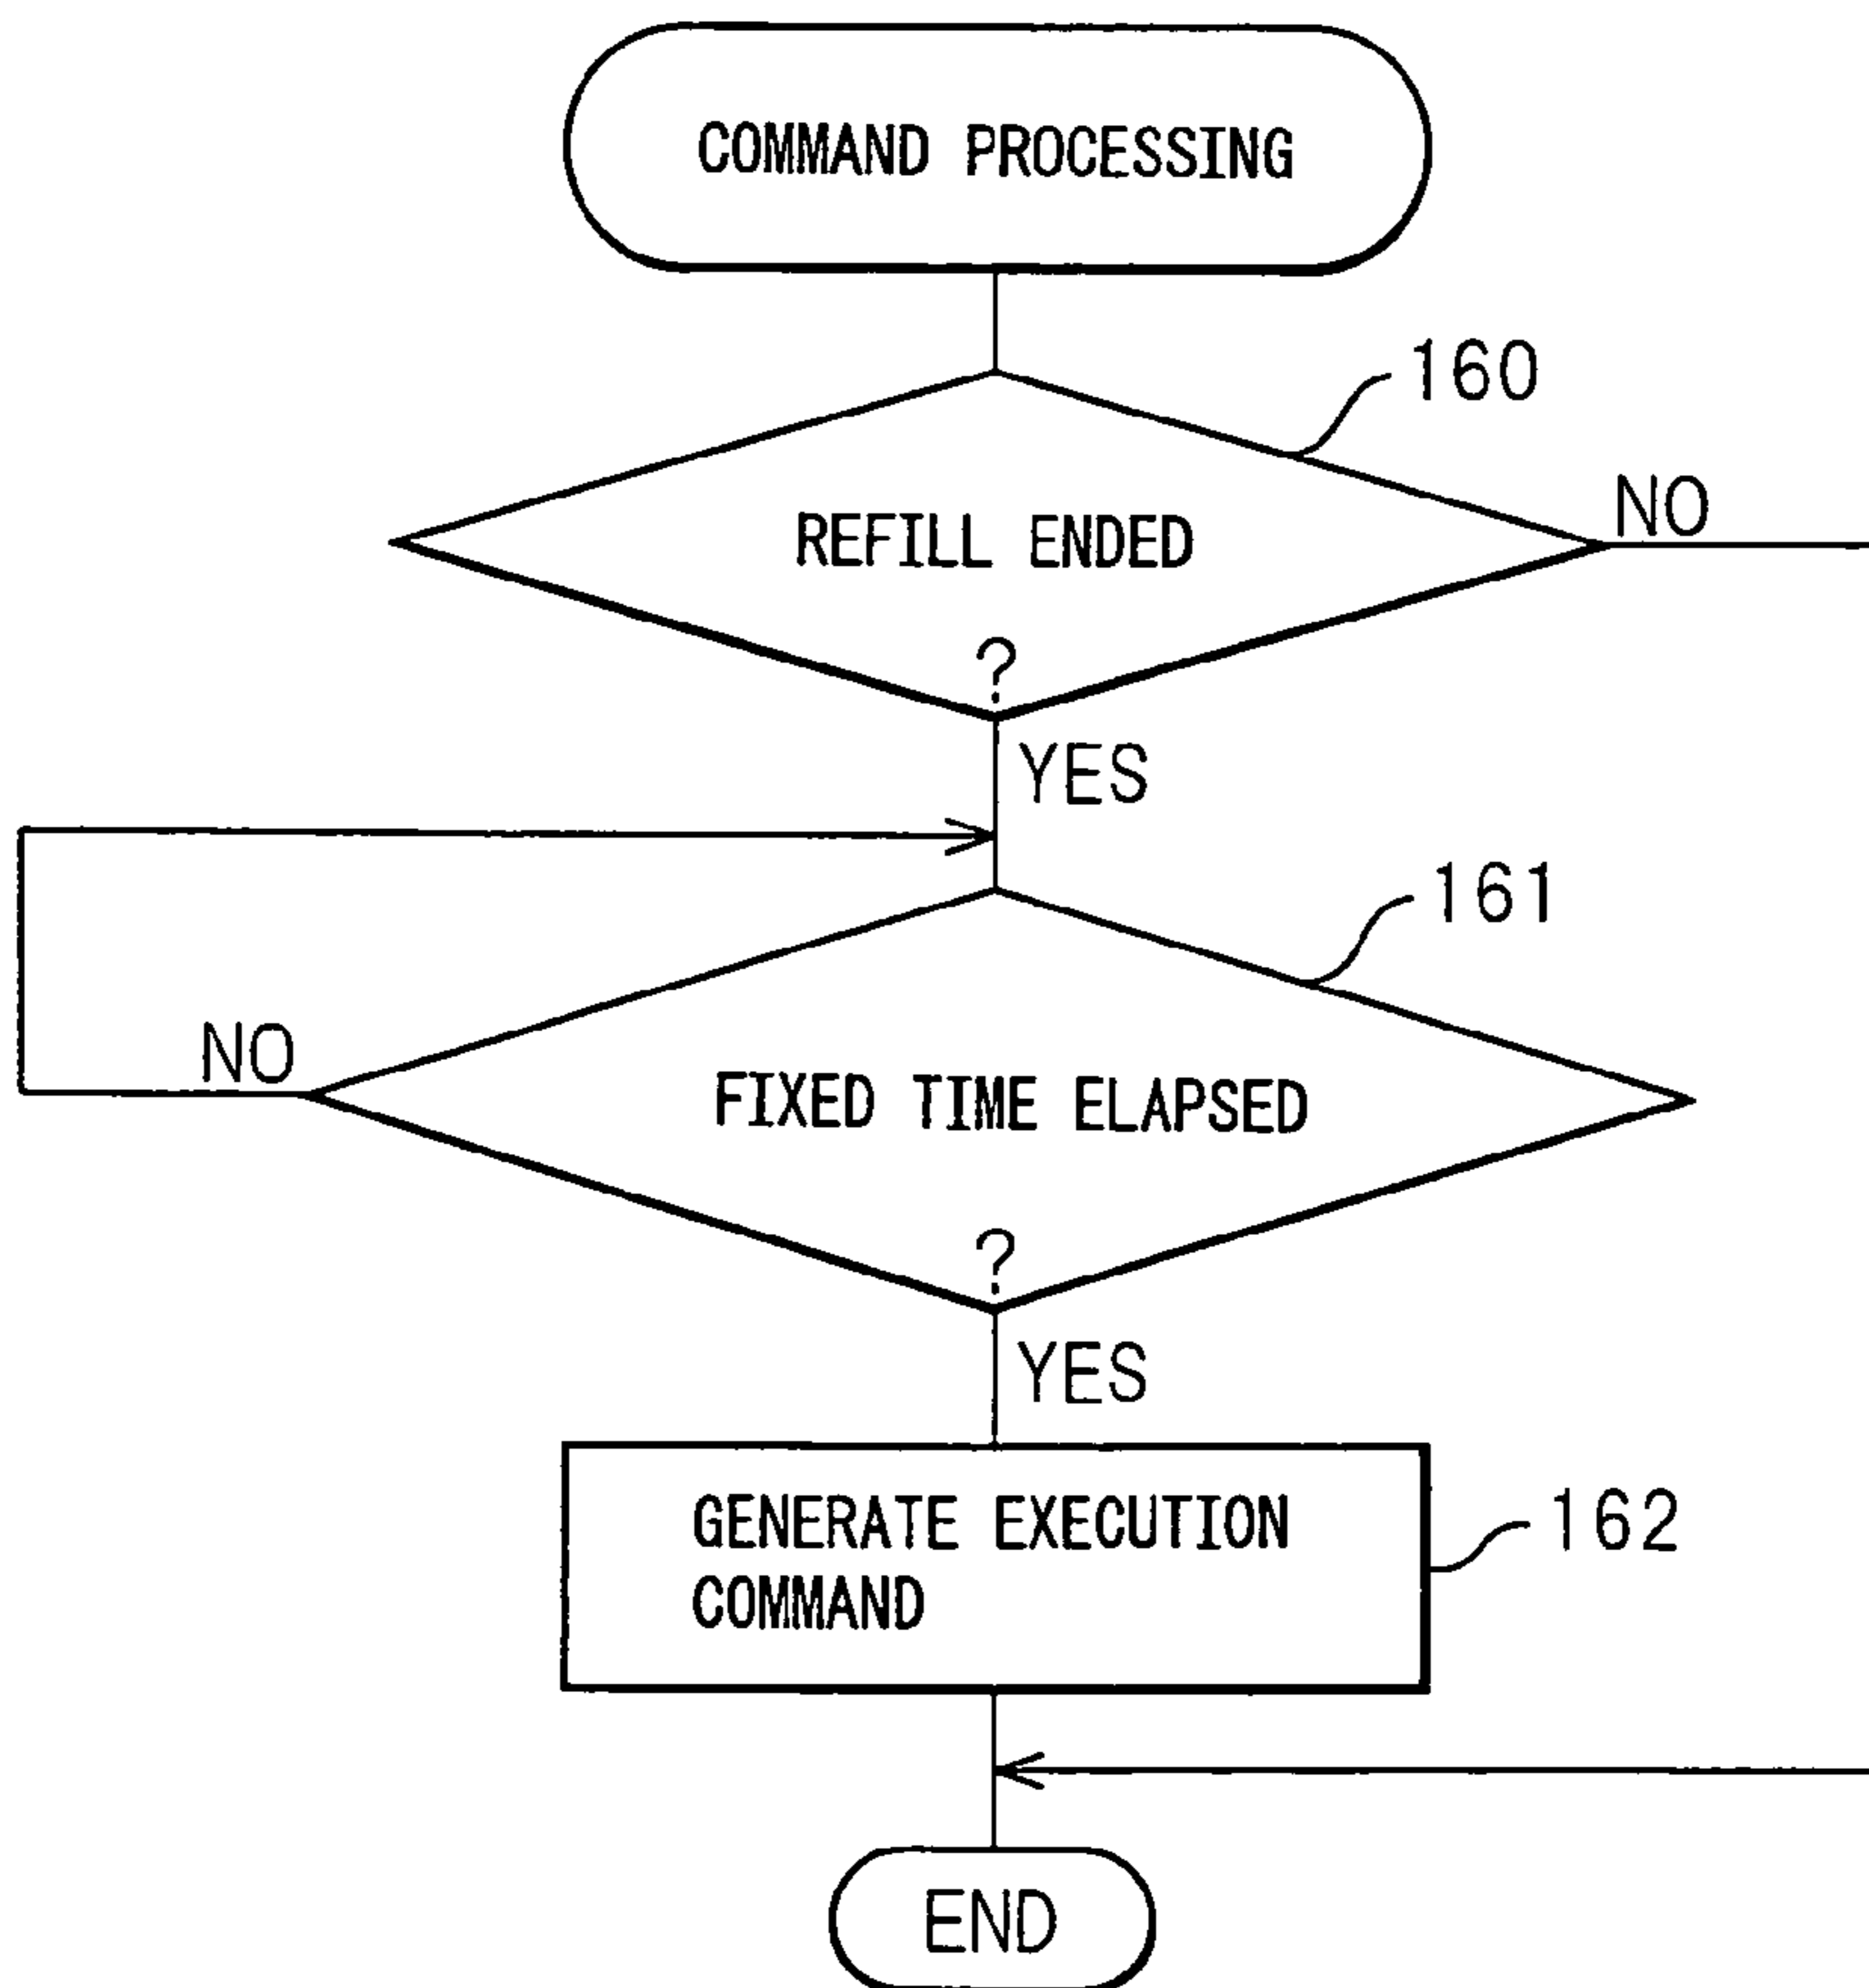 COMMAND PROCESSING
160
REFILL ENDED
NO
?
YES
161
NO
FIXED TIME ELAPSED
?
YES
GENERATE EXECUTION
COMMAND
162
END